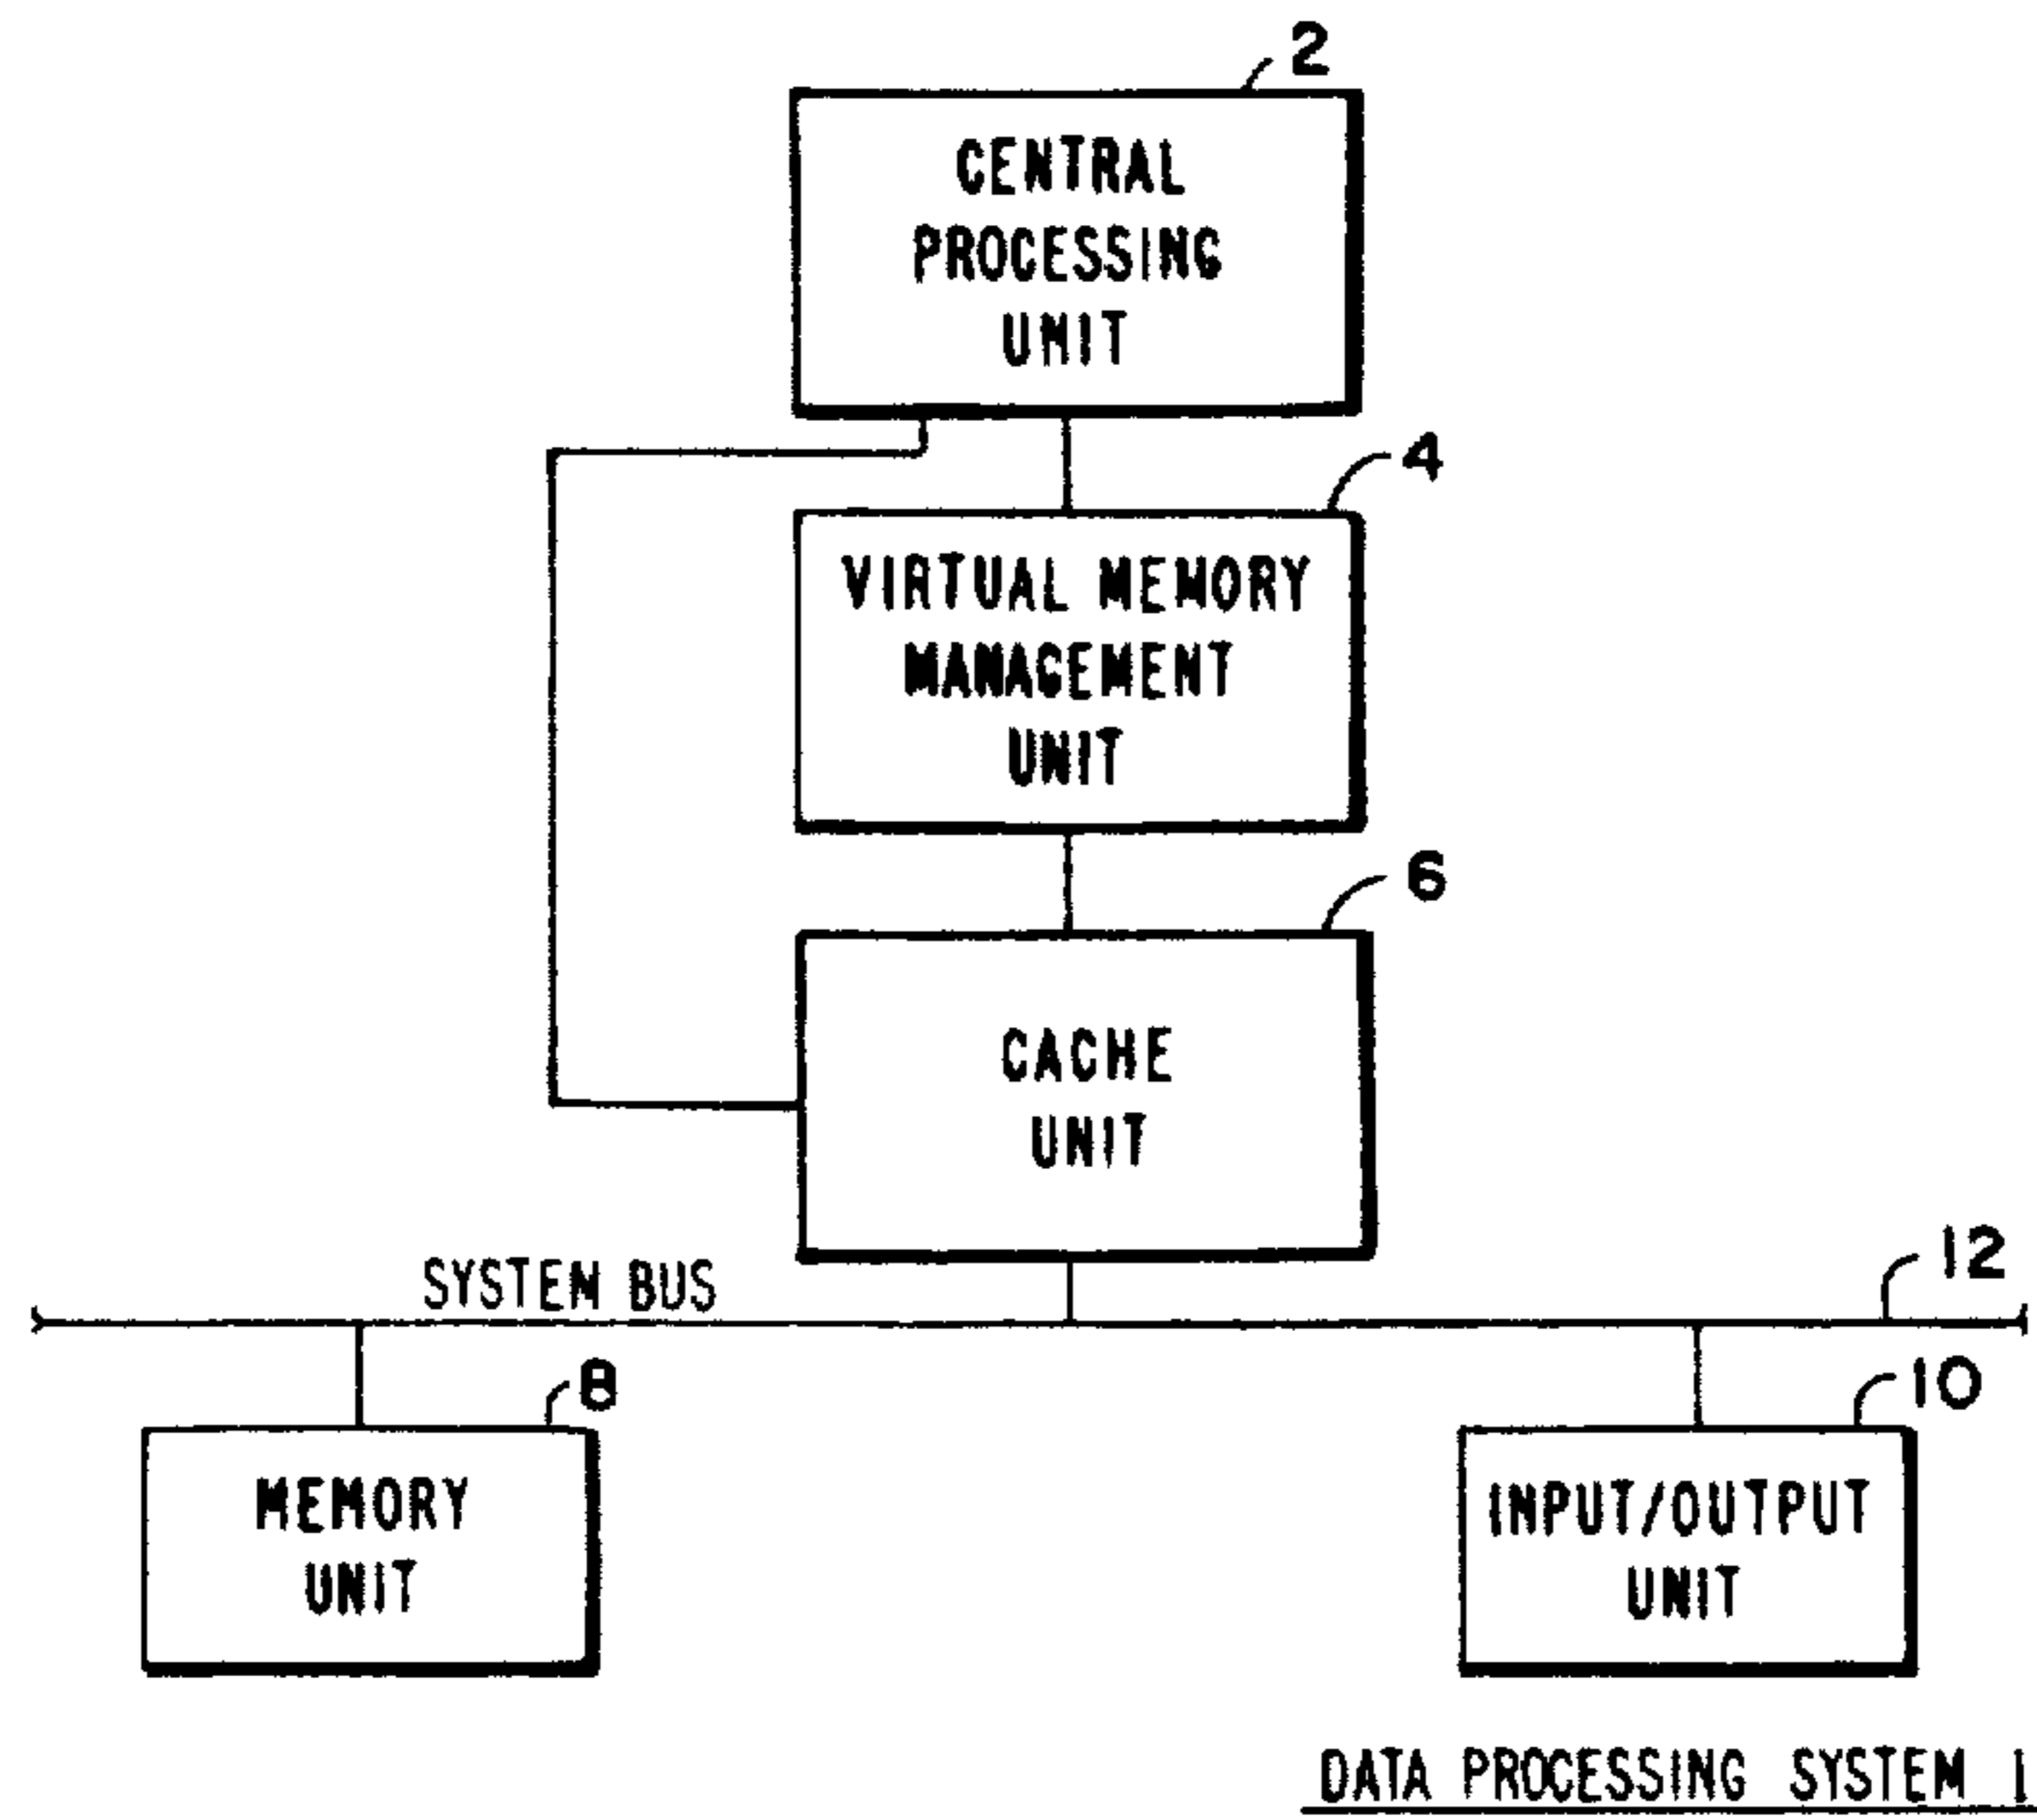 2
CENTRAL
PROCESSING
UNIT
4
VIRTUAL MEMORY
MANAGEMENT
UNIT
6
CACHE
UNIT
SYSTEM BUS
12
8
10
MEMORY
UNIT
INPUT/OUTPUT
UNIT
DATA PROCESSING SYSTEM 1